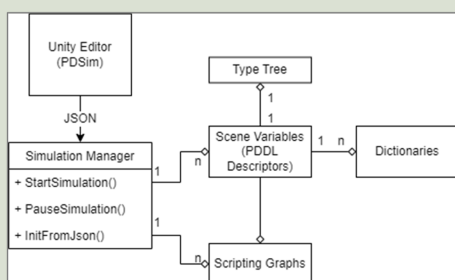 Unity Editor
(PDSim)
JSON
Simulation Manager
+ StartSimulation()
+ PauseSimulation()
+ InitFromJson()
1
n
1
n
Type Tree
1
1
Scene Variables
(PDDL
Descriptors)
1
n
Dictionaries
Scripting Graphs